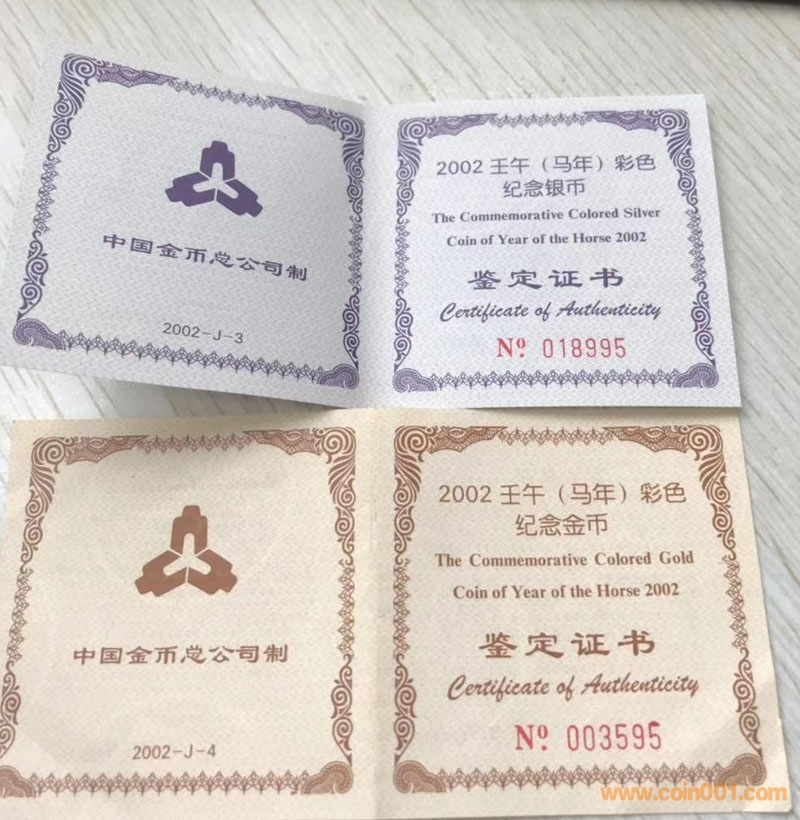 中国金币总公司制
2002-J-3
2002 壬午（马年）彩色
纪念银币
The Commemorative Colored Silver
Coin of Year of the Horse 2002
鉴定证书
Certificate of Authenticity
Nº 018995
中国金币总公司制
2002-J-4
2002 壬午（马年）彩色
纪念金币
The Commemorative Colored Gold
Coin of Year of the Horse 2002
鉴定证书
Certificate of Authenticity
Nº 003595
www.coin001.com